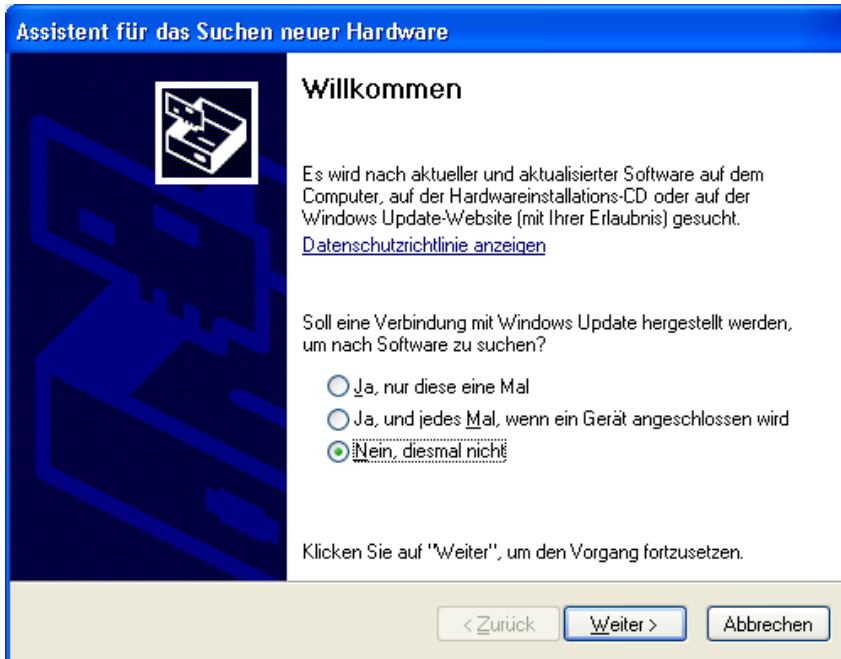 Assistent für das Suchen neuer Hardware
Willkommen
Es wird nach aktueller und aktualisierter Software auf dem
Computer, auf der Hardwareinstallations-CD oder auf der
Windows Update-Website (mit Ihrer Erlaubnis) gesucht.
Datenschutzrichtlinie anzeigen
Soll eine Verbindung mit Windows Update hergestellt werden,
um nach Software zu suchen?
Ja, nur diese eine Mal
Ja, und jedes Mal, wenn ein Gerät angeschlossen wird
Nein, diesmal nicht
Klicken Sie auf "Weiter", um den Vorgang fortzusetzen.
< Zurück Weiter > Abbrechen